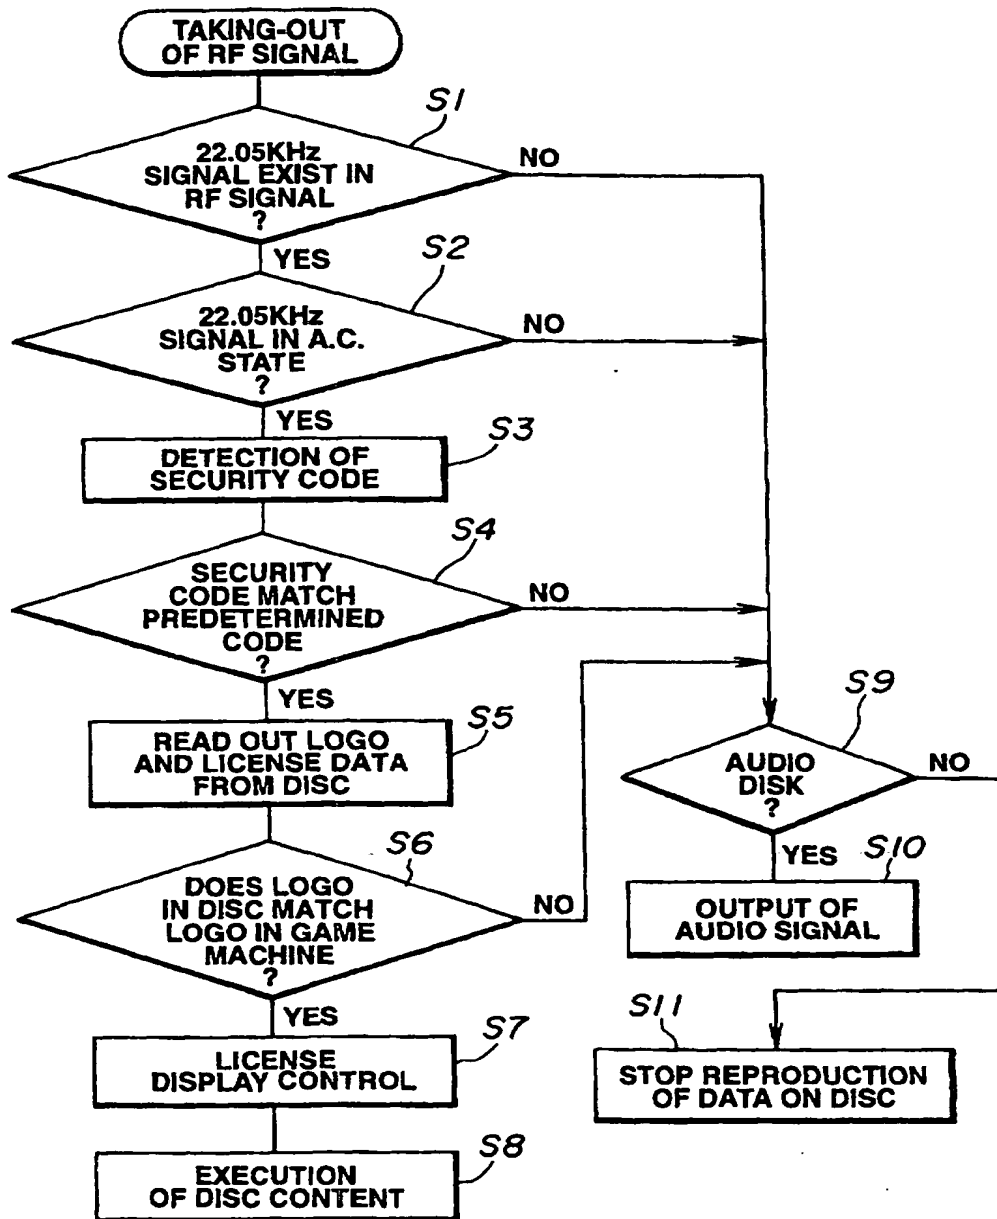 TAKING-OUT
OF RF SIGNAL
S1
22.05KHz
SIGNAL EXIST IN
RF SIGNAL
?
NO
YES
S2
22.05KHz
SIGNAL IN A.C.
STATE
?
NO
YES
S3
DETECTION OF
SECURITY CODE
S4
SECURITY
CODE MATCH
PREDETERMINED
CODE
?
NO
YES
S5
READ OUT LOGO
AND LICENSE DATA
FROM DISC
S6
DOES LOGO
IN DISC MATCH
LOGO IN GAME
MACHINE
?
NO
YES
S7
LICENSE
DISPLAY CONTROL
S8
EXECUTION
OF DISC CONTENT
S9
AUDIO
DISK
?
NO
YES
S10
OUTPUT OF
AUDIO SIGNAL
S11
STOP REPRODUCTION
OF DATA ON DISC